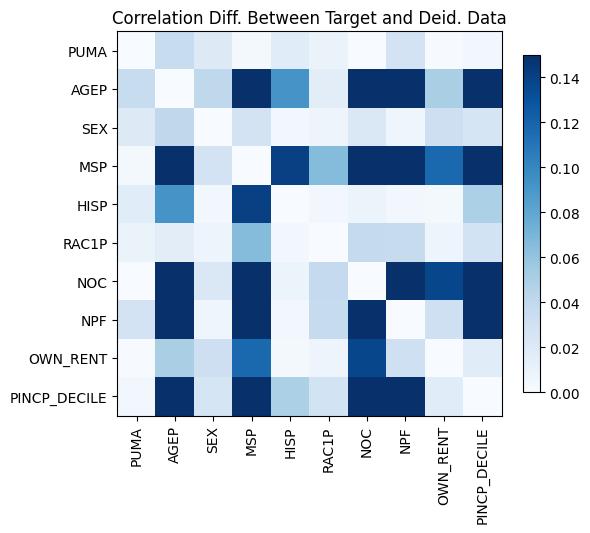 Correlation Diff. Between Target and Deid. Data
PUMA
AGEP
SEX
MSP
HISP
RAC1P
NOC
NPF
OWN_RENT
PINCP_DECILE
PUMA
AGEP
SEX
MSP
HISP
RAC1P
NOC
NPF
OWN_RENT
PINCP_DECILE
0.14
0.12
0.10
0.08
0.06
0.04
0.02
0.00